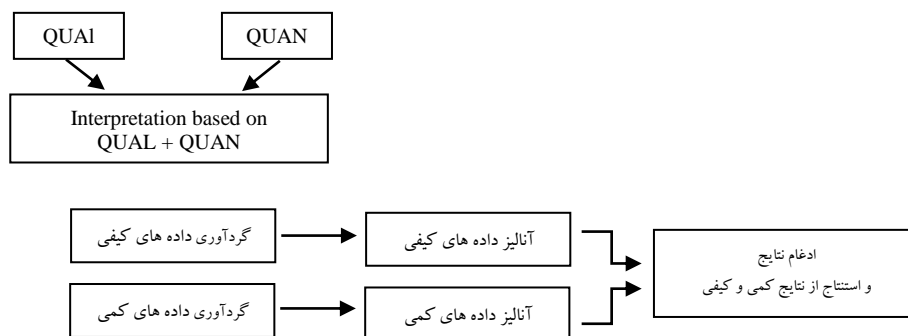 QUAl
QUAN
Interpretation based on
QUAL + QUAN
گردآوری داده های کیفی
آنالیز داده های کیفی
ادغام نتایج
و استنتاج از نتایج کمی و کیفی
گردآوری داده های کمی
آنالیز داده های کمی